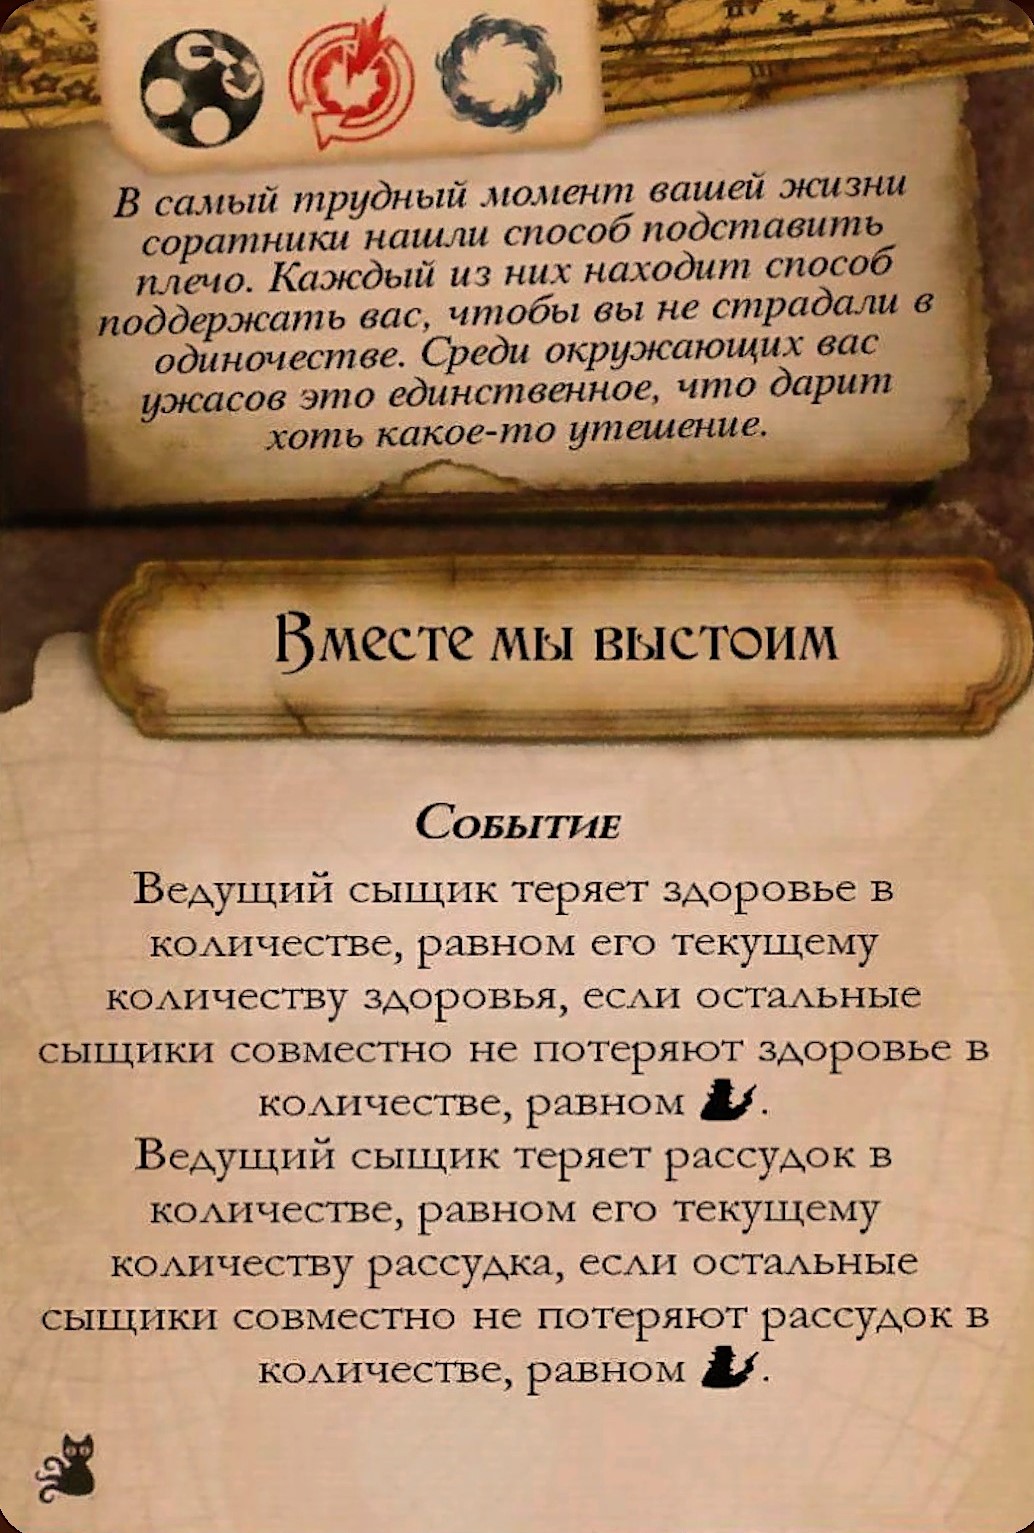 В самый трудный момент вашей жизни
соратники нашли способ подставить
плечо. Каждый из них находит способ
поддержать вас, чтобы вы не страдали в
одиночестве. Среди окружающих вас
ужасов это единственное, что дарит
хоть какое-то утешение.
Вместе мы выстоим
Событие
Ведущий сыщик теряет здоровье в
количестве, равном его текущему
количеству здоровья, если остальные
сыщики совместно не потеряют здоровье в
количестве, равном .
Ведущий сыщик теряет рассудок в
количестве, равном его текущему
количеству рассудка, если остальные
сыщики совместно не потеряют рассудок в
количестве, равном .